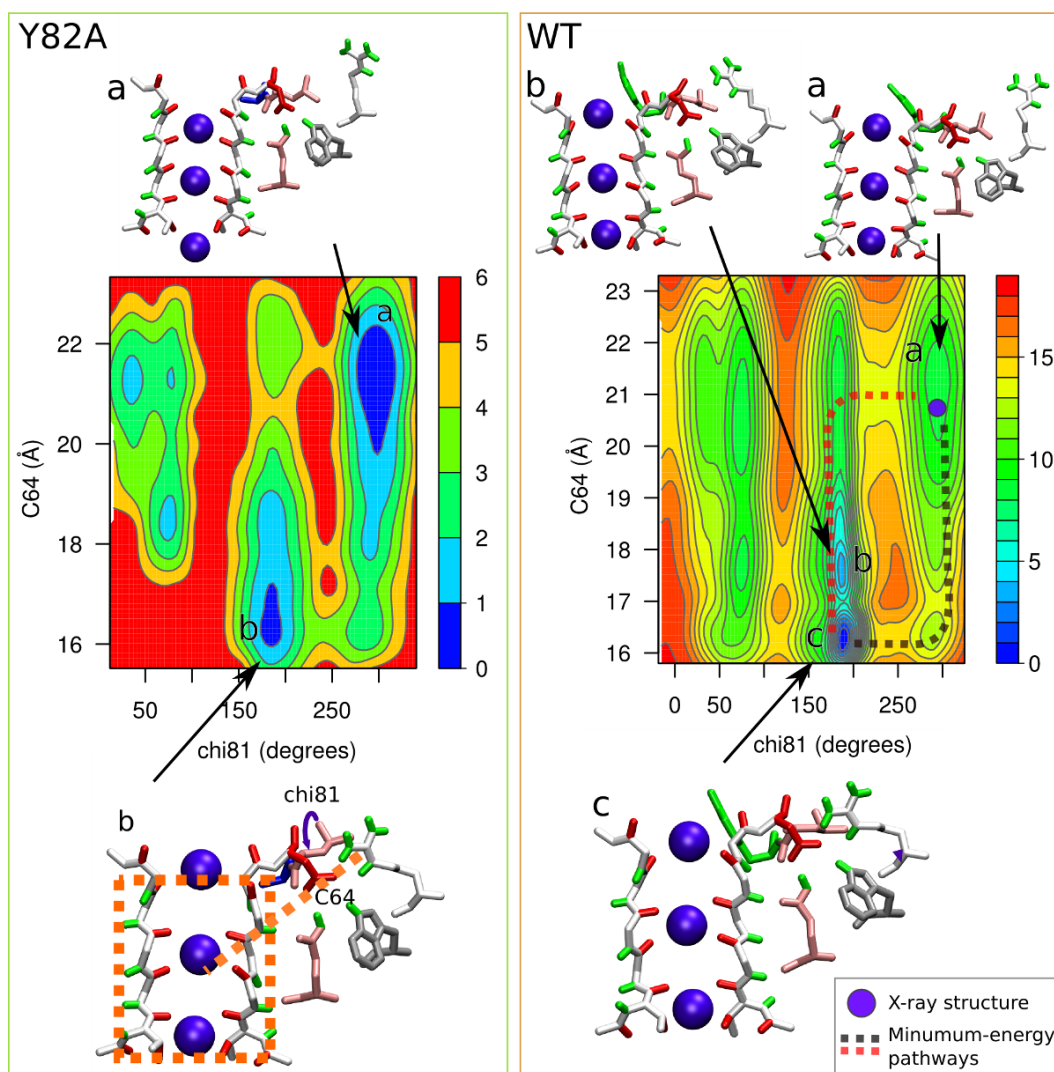 Y82A
a
6
5
4
3
2
1
0
22
20
18
16
C64 (Å)
a
b
50
150
250
chi81 (degrees)
b
chi81
C64
WT
b
a
23
22
21
20
19
18
17
16
C64 (Å)
a
b
c
15
10
5
0
0
50
150
250
chi81 (degrees)
c
X-ray structure
Minumum-energy
pathways